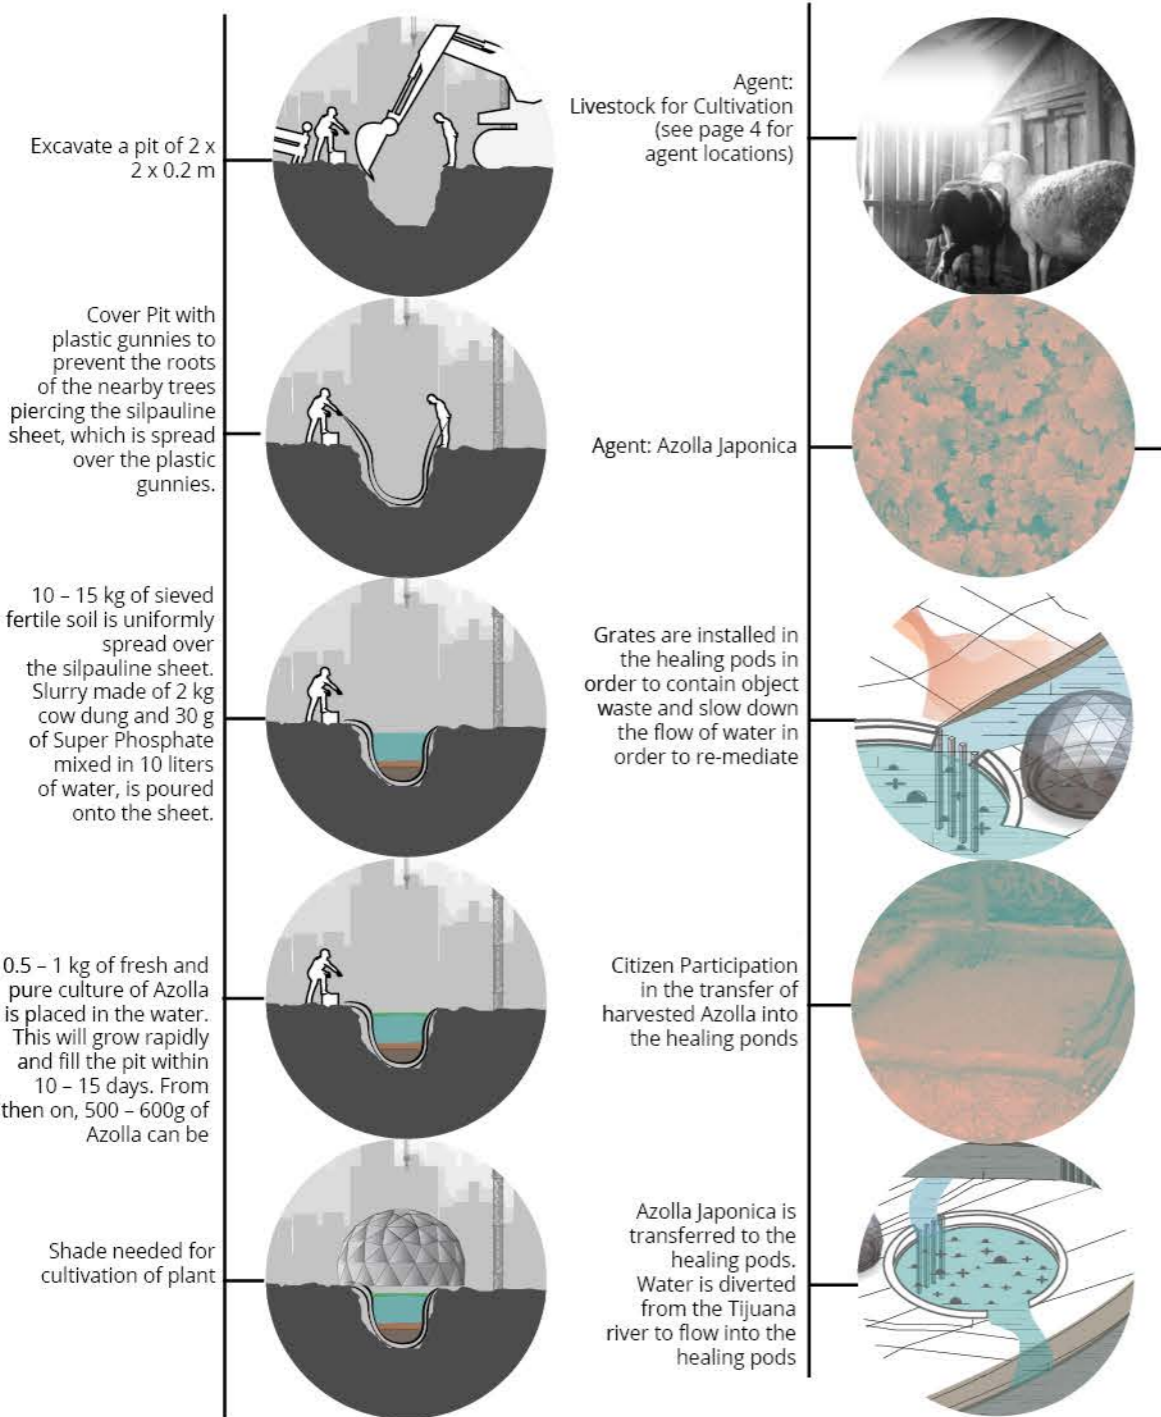 Excavate a pit of 2 x
2 x 0.2 m
Cover Pit with
plastic gunnies to
prevent the roots
of the nearby trees
piercing the silpauline
sheet, which is spread
over the plastic
gunnies.
10 – 15 kg of sieved
fertile soil is uniformly
spread over
the silpauline sheet.
Slurry made of 2 kg
cow dung and 30 g
of Super Phosphate
mixed in 10 liters
of water, is poured
onto the sheet.
0.5 – 1 kg of fresh and
pure culture of Azolla
is placed in the water.
This will grow rapidly
and fill the pit within
10 – 15 days. From
then on, 500 – 600g of
Azolla can be
Shade needed for
cultivation of plant
Agent:
Livestock for Cultivation
(see page 4 for
agent locations)
Agent: Azolla Japonica
Grates are installed in
the healing pods in
order to contain object
waste and slow down
the flow of water in
order to re-mediate
Citizen Participation
in the transfer of
harvested Azolla into
the healing ponds
Azolla Japonica is
transferred to the
healing pods.
Water is diverted
from the Tijuana
river to flow into the
healing pods